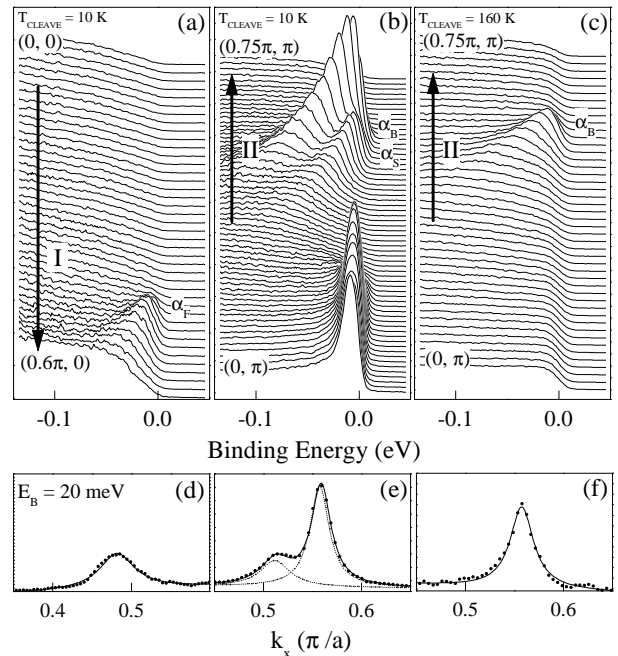 T_CLEAVE = 10 K (a)
(0, 0)
I
α_F
(0.6π, 0)
-0.1 0.0
T_CLEAVE = 10 K (b)
(0.75π, π)
α_B
II α_S
(0, π)
-0.1 0.0
T_CLEAVE = 160 K (c)
(0.75π, π)
α_B
II
(0, π)
-0.1 0.0
Binding Energy (eV)
E_B = 20 meV (d)
0.4 0.5
(e)
0.5 0.6
(f)
0.5 0.6
k_x (π /a)